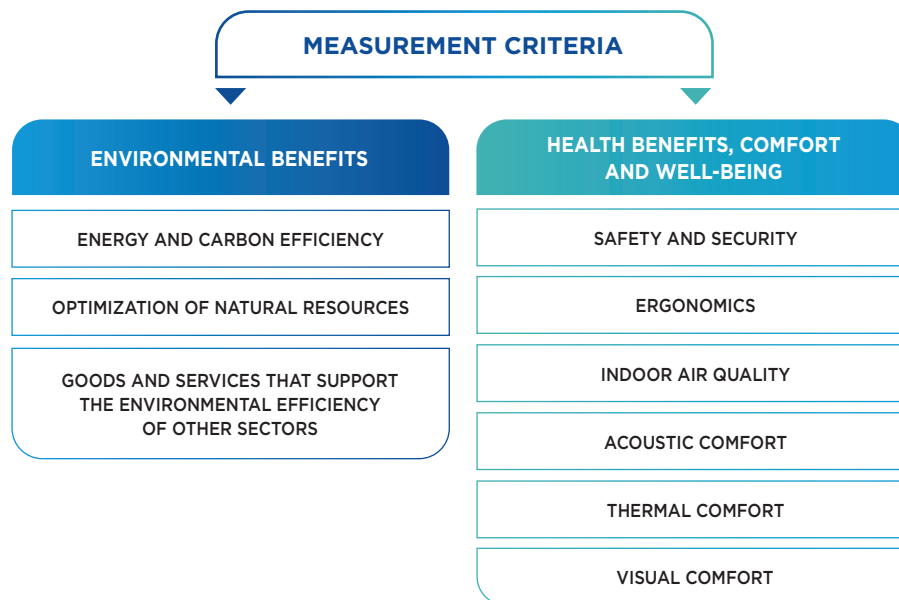 MEASUREMENT CRITERIA
ENVIRONMENTAL BENEFITS
ENERGY AND CARBON EFFICIENCY
OPTIMIZATION OF NATURAL RESOURCES
GOODS AND SERVICES THAT SUPPORT
THE ENVIRONMENTAL EFFICIENCY
OF OTHER SECTORS
HEALTH BENEFITS, COMFORT
AND WELL-BEING
SAFETY AND SECURITY
ERGONOMICS
INDOOR AIR QUALITY
ACOUSTIC COMFORT
THERMAL COMFORT
VISUAL COMFORT